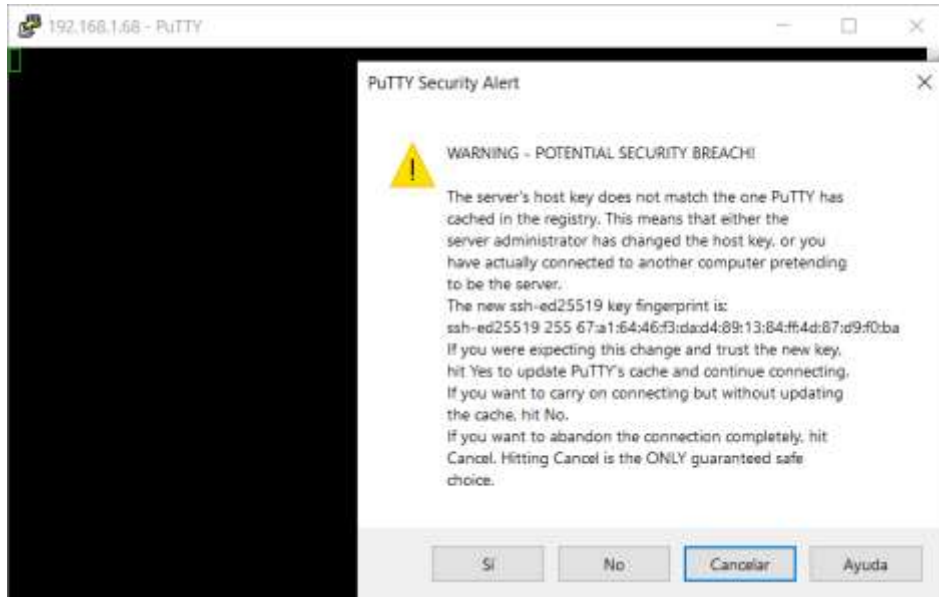 192.168.1.68 - PuTTY
PuTTY Security Alert
WARNING - POTENTIAL SECURITY BREACH!
The server's host key does not match the one PuTTY has
cached in the registry. This means that either the
server administrator has changed the host key, or you
have actually connected to another computer pretending
to be the server.
The new ssh-ed25519 key fingerprint is:
ssh-ed25519 255 67:a1:64:46:f3:da:d4:89:13:84:ff:4d:87:d9:f0:ba
If you were expecting this change and trust the new key,
hit Yes to update PuTTY's cache and continue connecting.
If you want to carry on connecting but without updating
the cache, hit No.
If you want to abandon the connection completely, hit
Cancel. Hitting Cancel is the ONLY guaranteed safe
choice.
Sí No Cancelar Ayuda